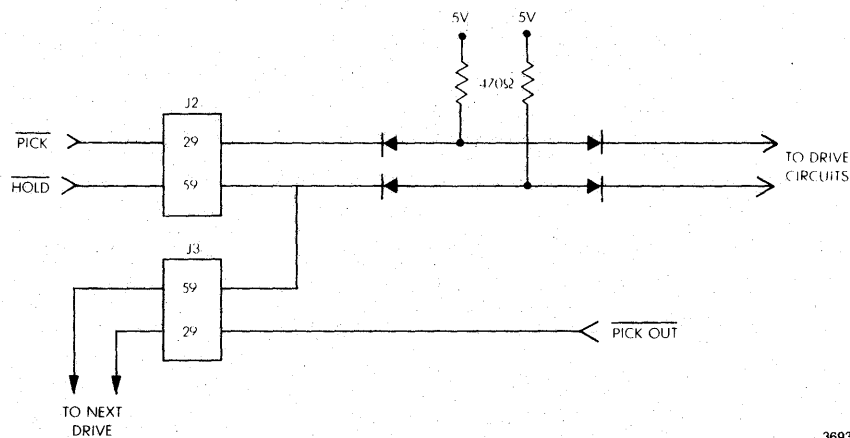 5V 5V
470Ω
J2
PICK 29
HOLD 59
TO DRIVE
CIRCUITS
J3
59
29 PICK OUT
TO NEXT
DRIVE
3693